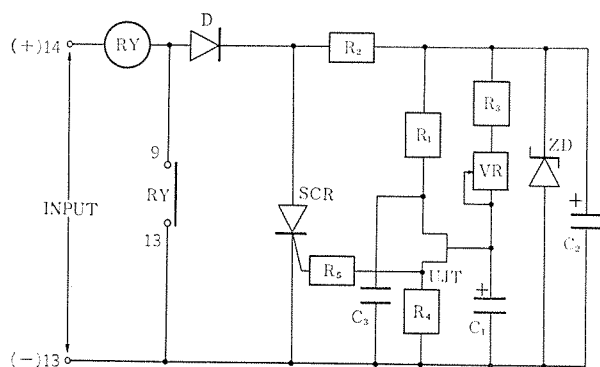 D
(+)14
RY
R₂
R₃
R₁
ZD
9
RY
VR
INPUT
SCR
+
C₂
13
R₅
UJT
+
C₃
R₄
C₁
(−)13